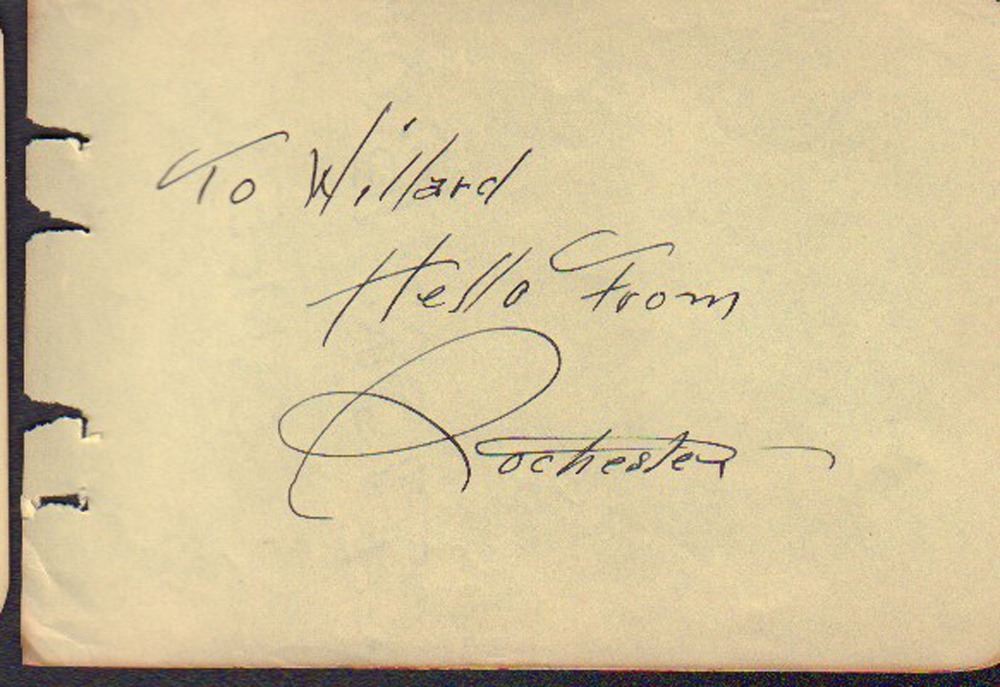 To Willard
Hello From
Rochester